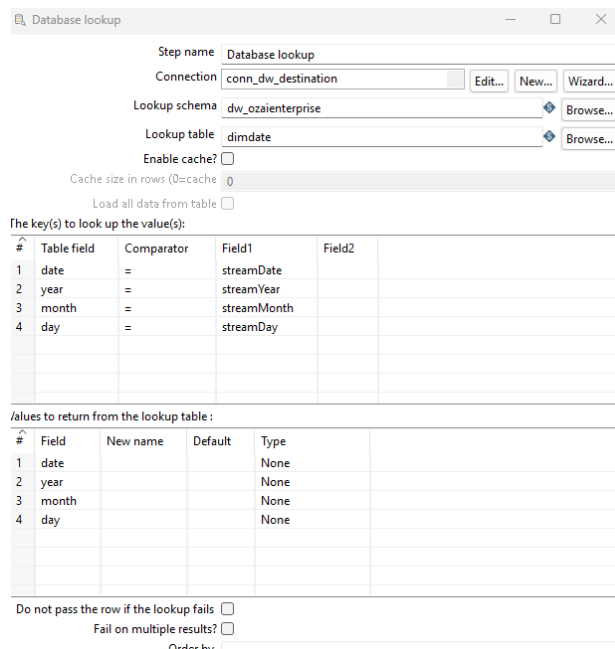 Database lookup
Step name Database lookup
Connection conn_dw_destination Edit... New... Wizard...
Lookup schema dw_ozaienterprise Browse...
Lookup table dimdate Browse...
Enable cache?
Cache size in rows (0=cache 0
Load all data from table
The key(s) to look up the value(s):
# Table field Comparator Field1 Field2
1 date = streamDate
2 year = streamYear
3 month = streamMonth
4 day = streamDay
Values to return from the lookup table :
# Field New name Default Type
1 date None
2 year None
3 month None
4 day None
Do not pass the row if the lookup fails
Fail on multiple results?
Order by